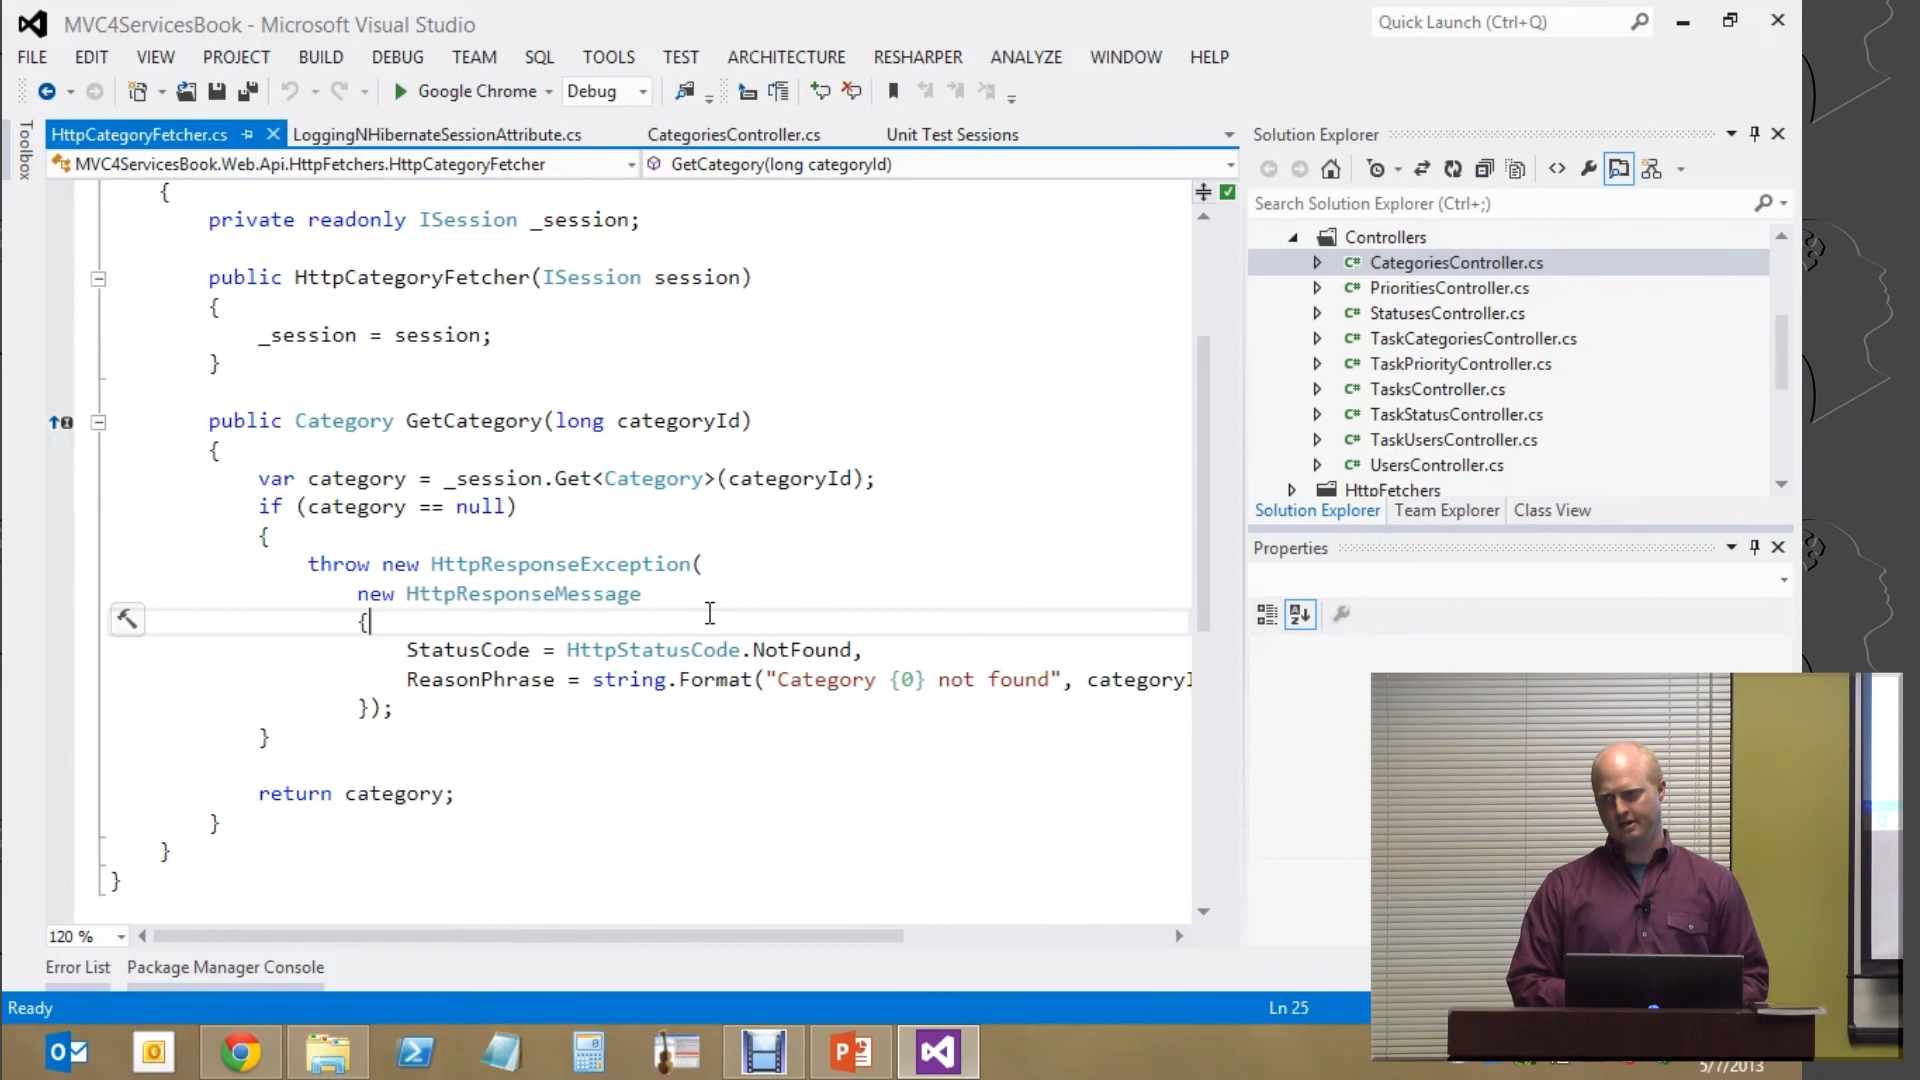 MVC4ServicesBook - Microsoft Visual Studio
Quick Launch (Ctrl+Q)
FILE EDIT VIEW PROJECT BUILD DEBUG TEAM SQL TOOLS TEST ARCHITECTURE RESHARPER ANALYZE WINDOW HELP
Google Chrome Debug
Toolbox
HttpCategoryFetcher.cs LoggingNHibernateSessionAttribute.cs CategoriesController.cs Unit Test Sessions
MVC4ServicesBook.Web.Api.HttpFetchers.HttpCategoryFetcher GetCategory(long categoryId)
{
private readonly ISession _session;
public HttpCategoryFetcher(ISession session)
{
_session = session;
}
public Category GetCategory(long categoryId)
{
var category = _session.Get<Category>(categoryId);
if (category == null)
{
throw new HttpResponseException(
new HttpResponseMessage
{
StatusCode = HttpStatusCode.NotFound,
ReasonPhrase = string.Format("Category {0} not found", categoryI
});
}
return category;
}
}
}
120 %
Error List Package Manager Console
Ready
Ln 25
Solution Explorer
Search Solution Explorer (Ctrl+;)
Controllers
C# CategoriesController.cs
C# PrioritiesController.cs
C# StatusesController.cs
C# TaskCategoriesController.cs
C# TaskPriorityController.cs
C# TasksController.cs
C# TaskStatusController.cs
C# TaskUsersController.cs
C# UsersController.cs
HttpFetchers
Solution Explorer Team Explorer Class View
Properties
5/7/2013